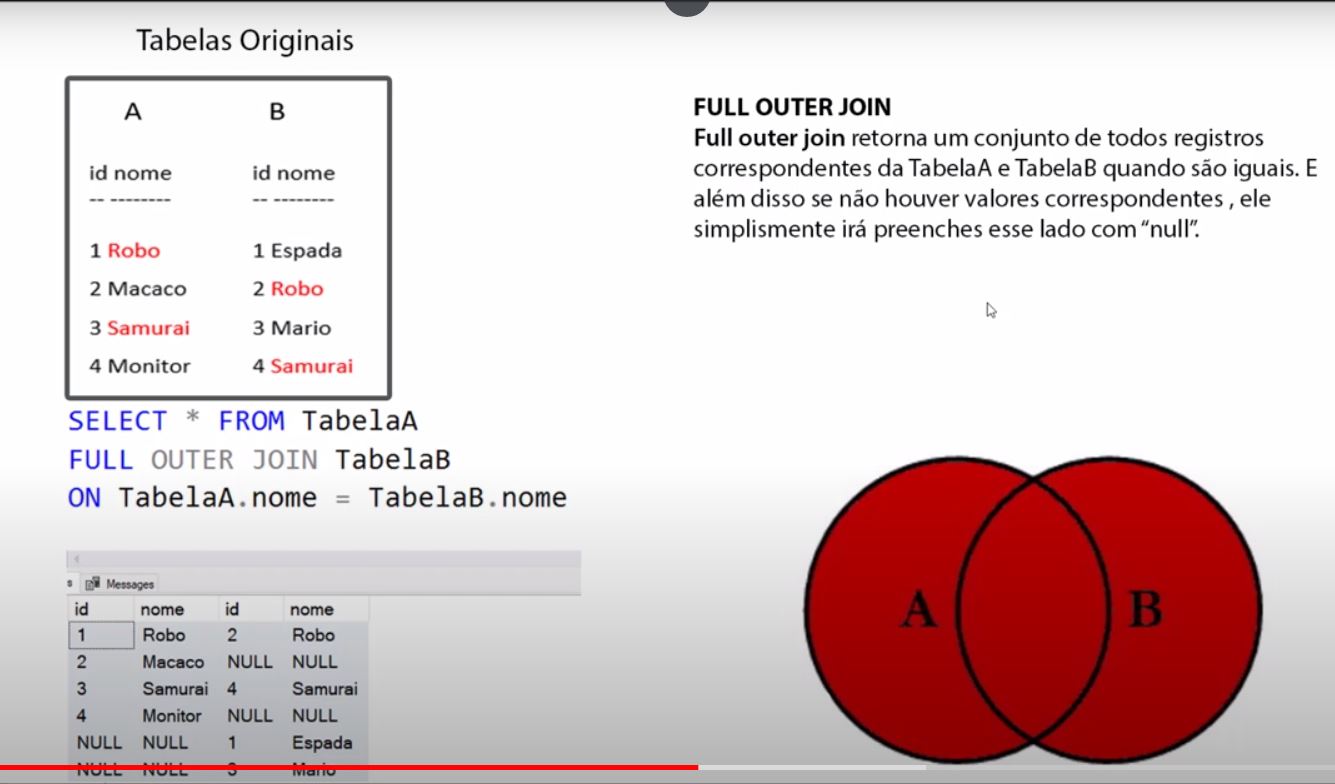 Tabelas Originais
A B
id nome id nome
-- -------- -- --------
1 Robo 1 Espada
2 Macaco 2 Robo
3 Samurai 3 Mario
4 Monitor 4 Samurai
SELECT * FROM TabelaA
FULL OUTER JOIN TabelaB
ON TabelaA.nome = TabelaB.nome
s Messages
id nome id nome
1 Robo 2 Robo
2 Macaco NULL NULL
3 Samurai 4 Samurai
4 Monitor NULL NULL
NULL NULL 1 Espada
NULL NULL 3 Mario
FULL OUTER JOIN
Full outer join retorna um conjunto de todos registros
correspondentes da TabelaA e TabelaB quando são iguais. E
além disso se não houver valores correspondentes , ele
simplismente irá preenches esse lado com “null”.
A B